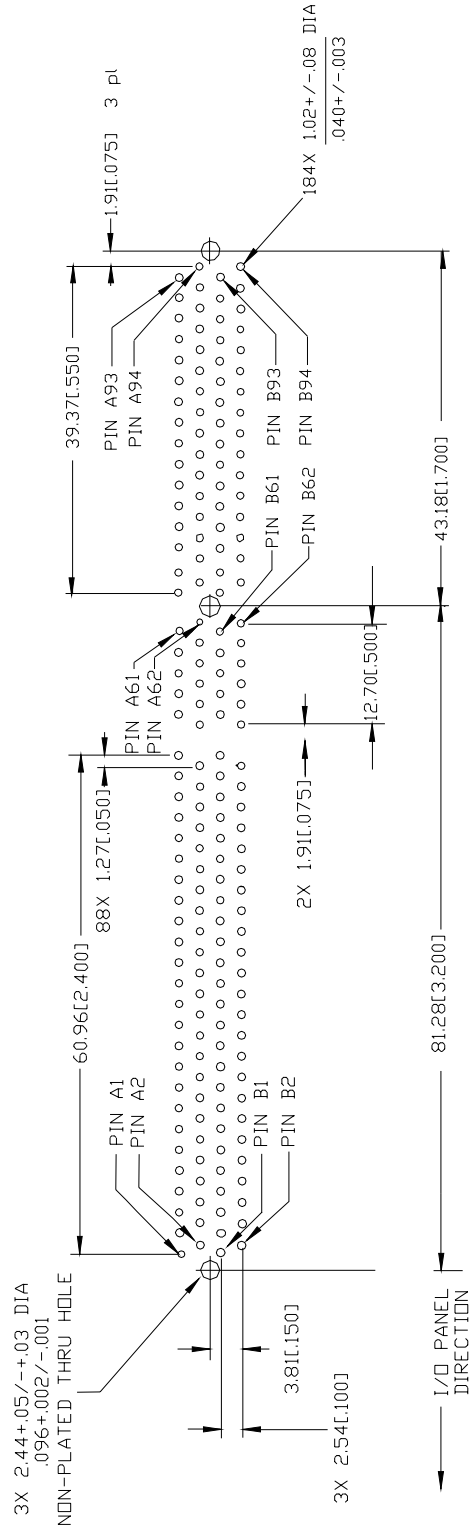 3X 2.44+.05/-+.03 DIA
.096+.002/-.001
NON-PLATED THRU HOLE
60.96[2.400]
39.37[.550]
1.91[.075] 3 pl
88X 1.27[.050]
PIN A1
PIN A2
PIN A61
PIN A62
PIN A93
PIN A94
PIN B1
PIN B2
PIN B61
PIN B62
PIN B93
PIN B94
184X 1.02+/-.08 DIA
.040+/-.003
3.81[.150]
3X 2.54[.100]
2X 1.91[.075]
12.70[.500]
81.28[3.200]
43.18[1.700]
I/O PANEL
DIRECTION